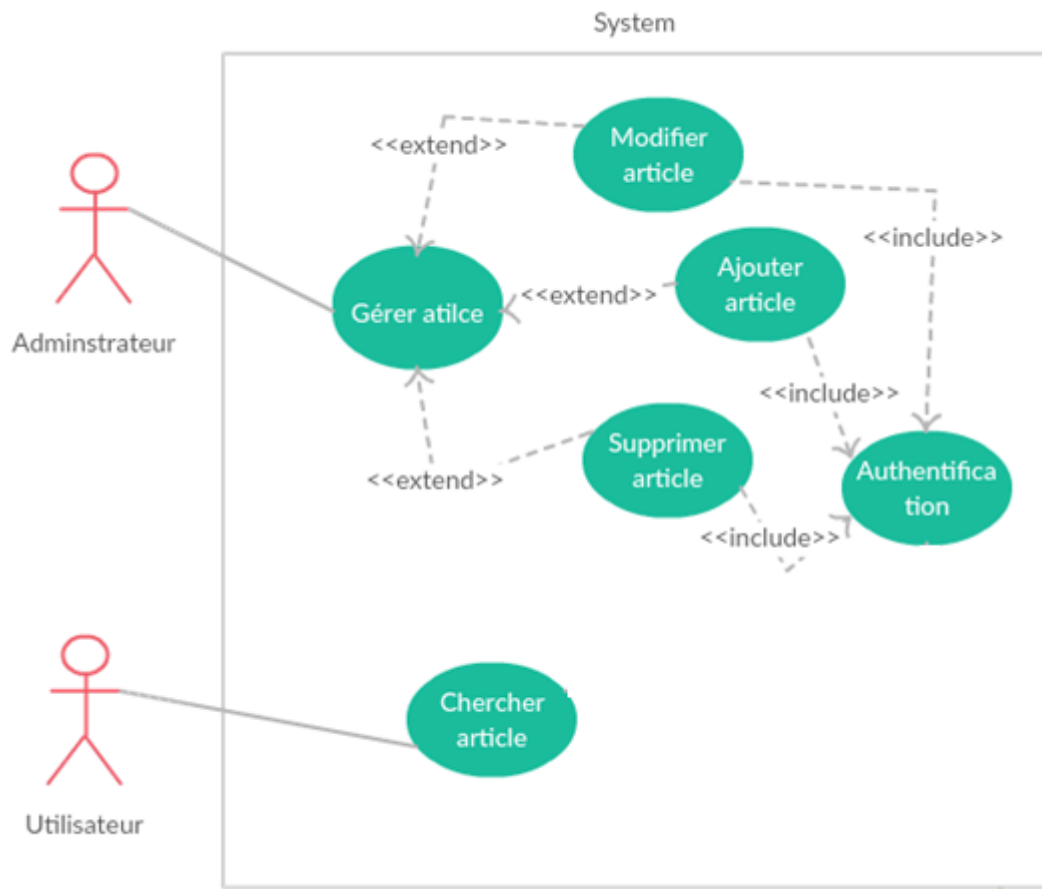 System
Modifier
article
<<extend>>
<<include>>
Ajouter
article
<<extend>>
Gérer atilce
Adminstrateur
<<include>>
Supprimer
article
<<extend>>
Authentifica
tion
<<include>>
Chercher
article
Utilisateur